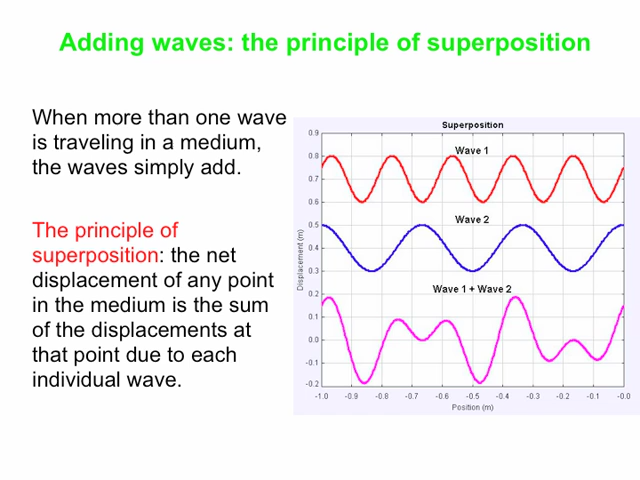 Adding waves: the principle of superposition
When more than one wave
is traveling in a medium,
the waves simply add.
The principle of
superposition: the net
displacement of any point
in the medium is the sum
of the displacements at
that point due to each
individual wave.
Superposition
Wave 1
Wave 2
Wave 1 + Wave 2
Displacement (m)
0.9
0.8
0.7
0.6
0.5
0.4
0.3
0.2
0.1
0.0
-0.1
-0.2
-1.0 -0.9 -0.8 -0.7 -0.6 -0.5 -0.4 -0.3 -0.2 -0.1 -0.0
Position (m)